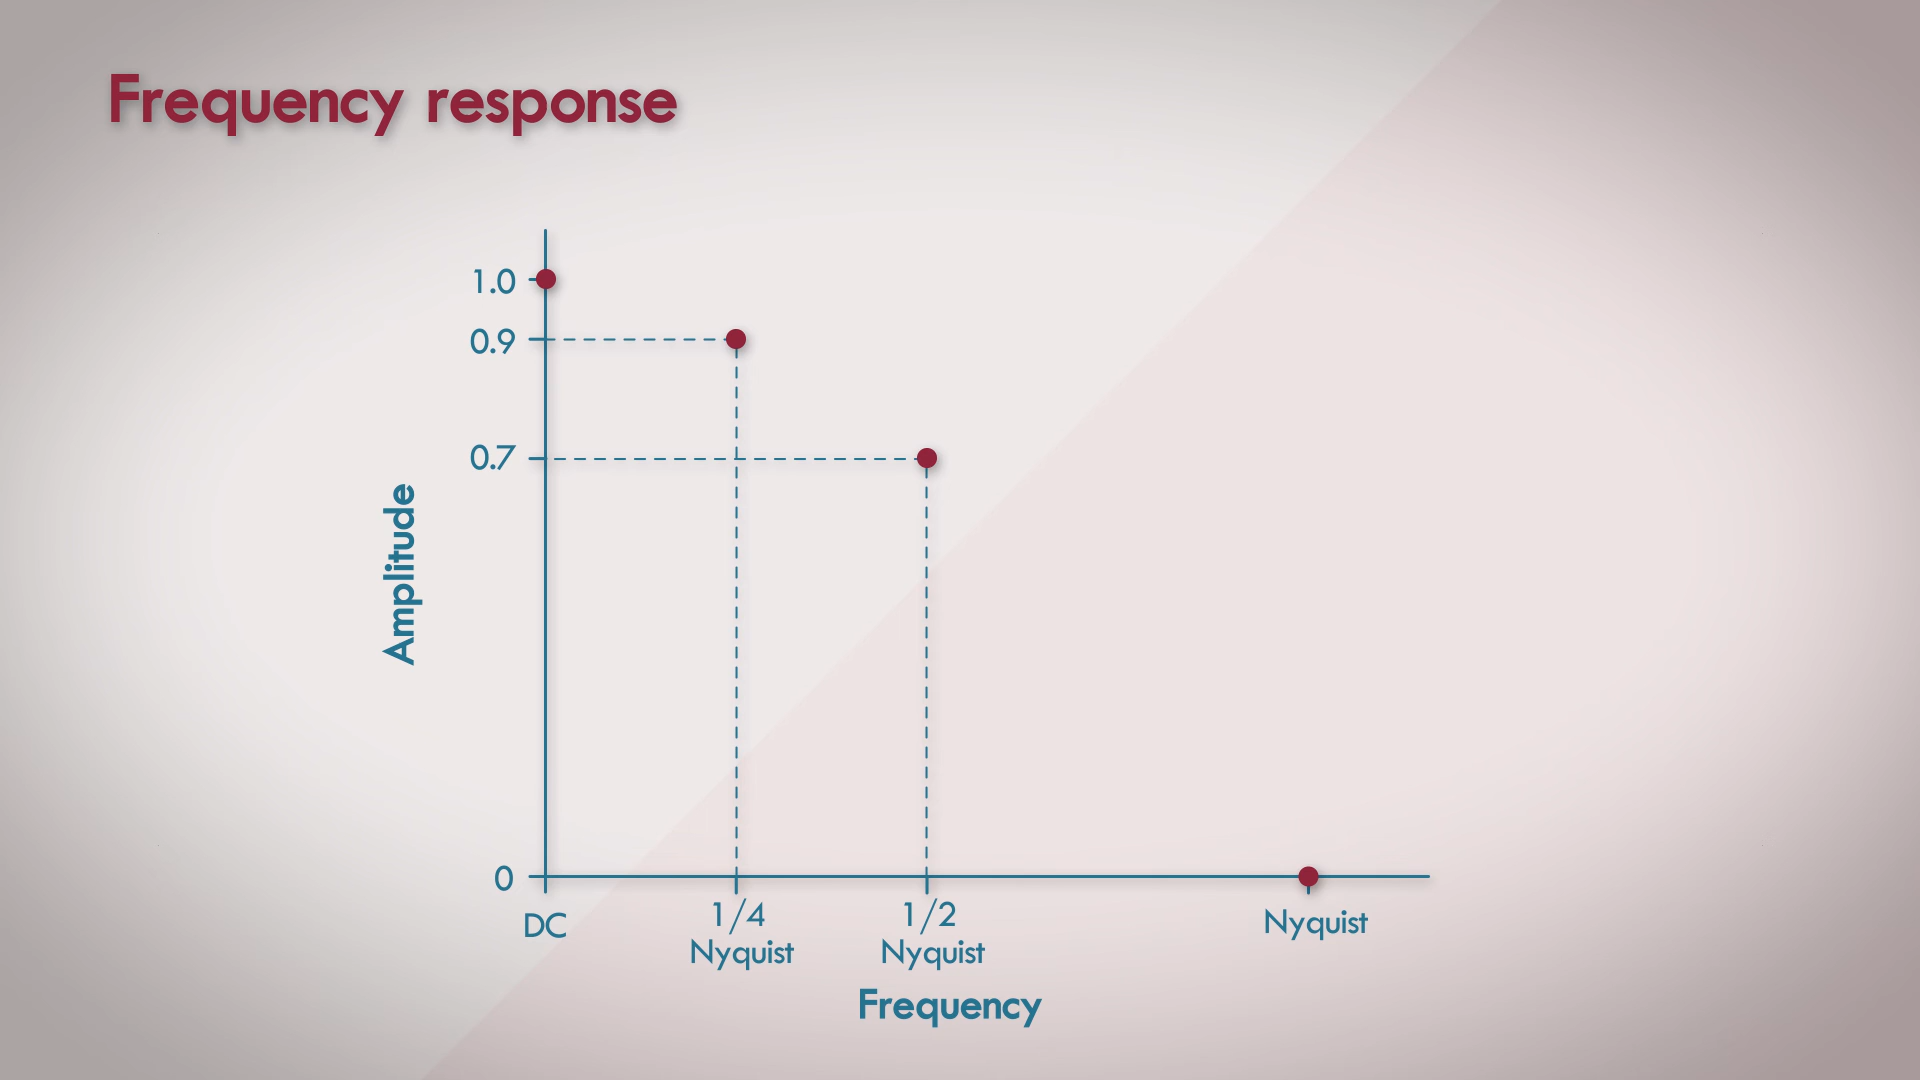 Frequency response
1.0
0.9
0.7
0
Amplitude
DC
1/4
Nyquist
1/2
Nyquist
Nyquist
Frequency